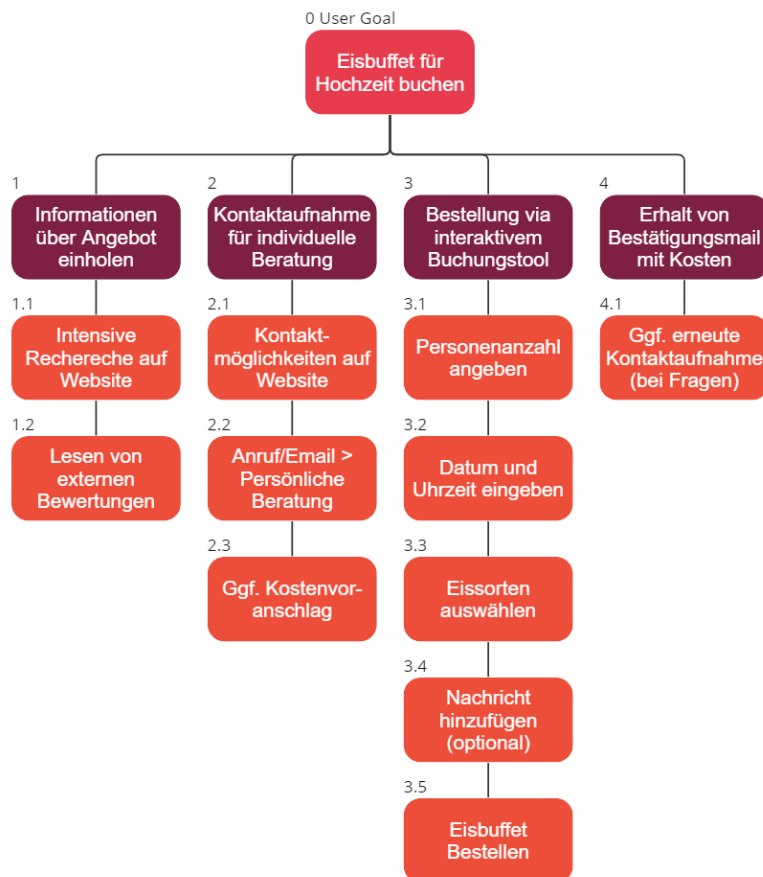 0 User Goal
Eisbuffet für
Hochzeit buchen
1
Informationen
über Angebot
einholen
1.1
Intensive
Rechereche auf
Website
1.2
Lesen von
externen
Bewertungen
2
Kontaktaufnahme
für individuelle
Beratung
2.1
Kontakt-
möglichkeiten auf
Website
2.2
Anruf/Email >
Persönliche
Beratung
2.3
Ggf. Kostenvor-
anschlag
3
Bestellung via
interaktivem
Buchungstool
3.1
Personenanzahl
angeben
3.2
Datum und
Uhrzeit eingeben
3.3
Eissorten
auswählen
3.4
Nachricht
hinzufügen
(optional)
3.5
Eisbuffet
Bestellen
4
Erhalt von
Bestätigungsmail
mit Kosten
4.1
Ggf. erneute
Kontaktaufnahme
(bei Fragen)